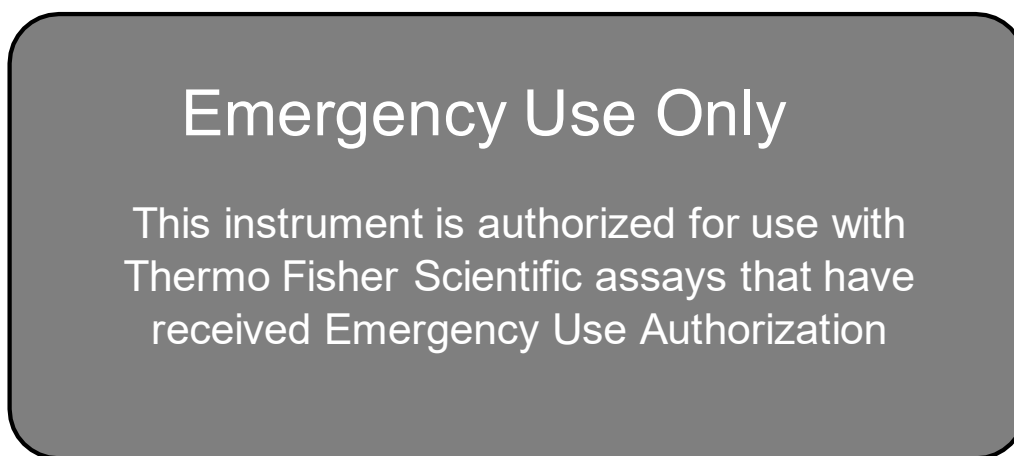 Emergency Use Only
This instrument is authorized for use with
Thermo Fisher Scientific assays that have
received Emergency Use Authorization